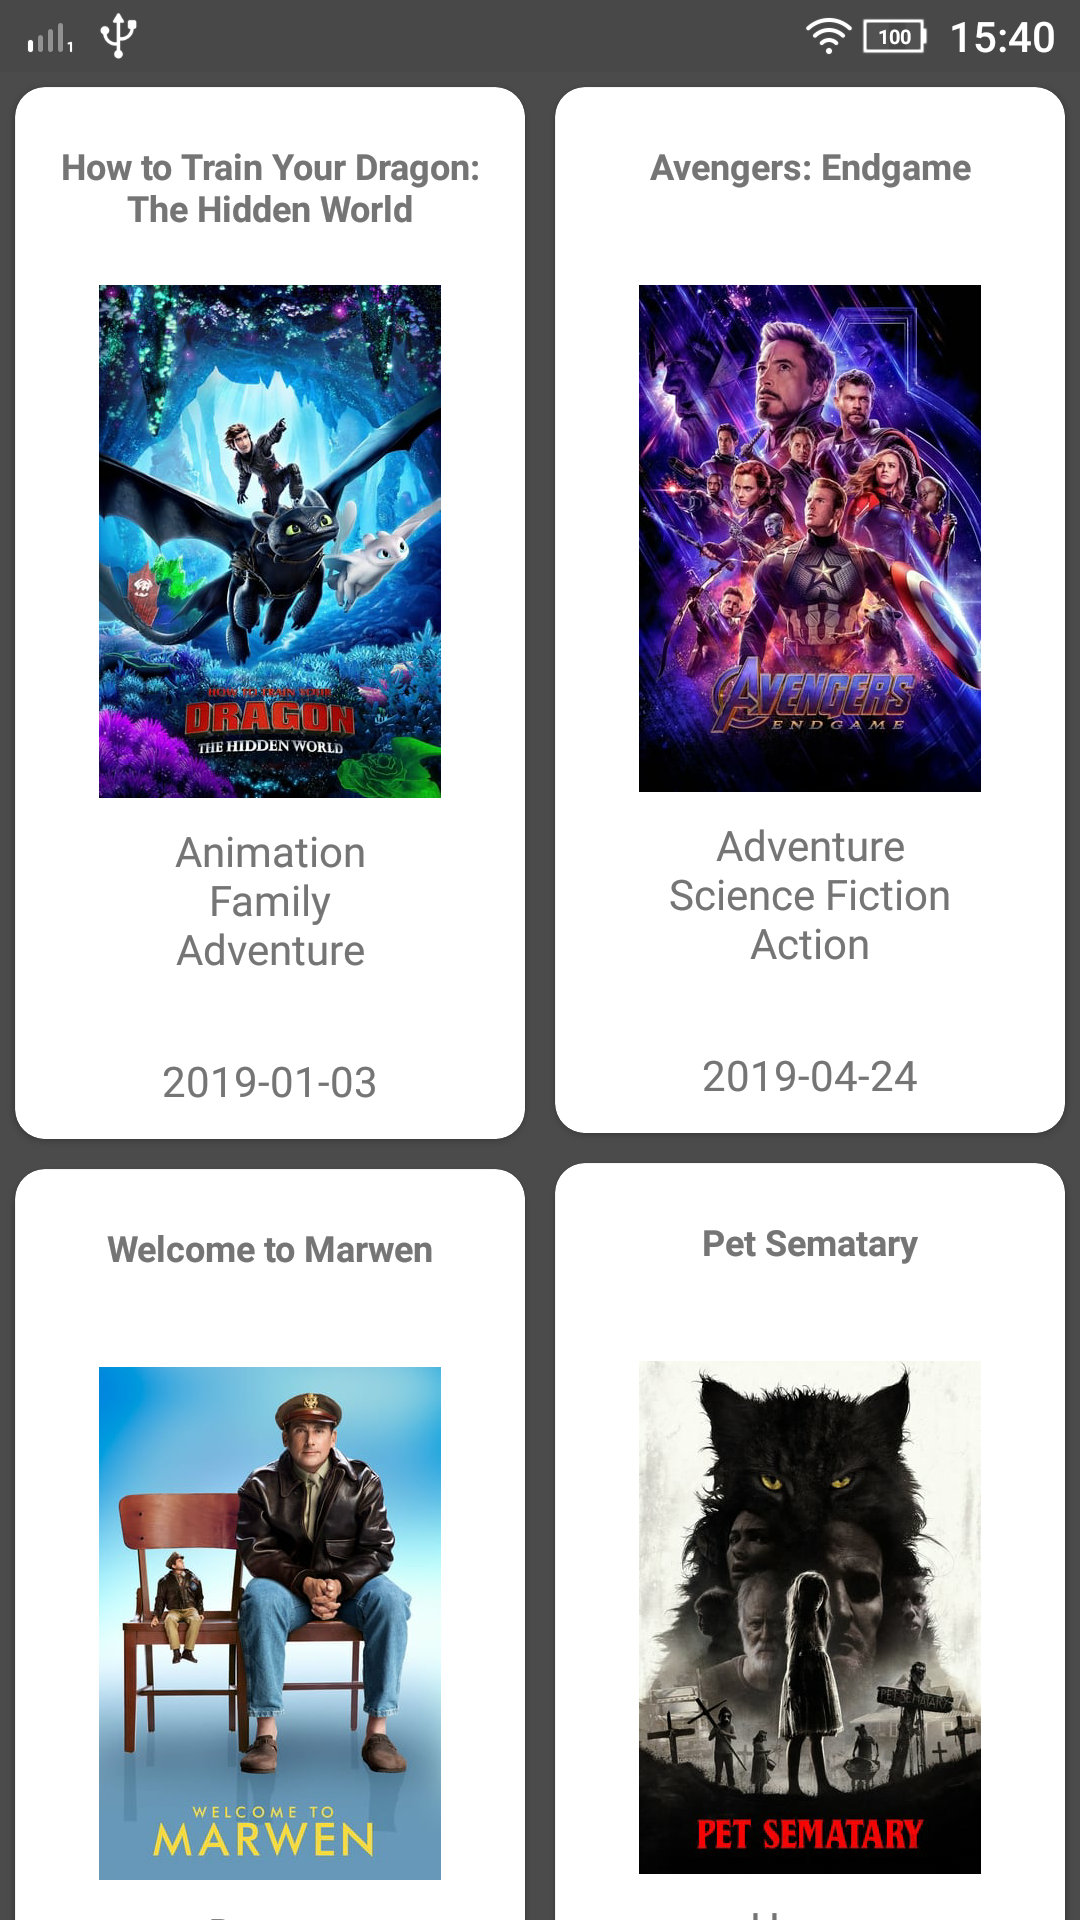 1 100 15:40
How to Train Your Dragon:
The Hidden World
HOW TO TRAIN YOUR
DRAGON
THE HIDDEN WORLD
Animation
Family
Adventure
2019-01-03
Avengers: Endgame
AVENGERS
ENDGAME
Adventure
Science Fiction
Action
2019-04-24
Welcome to Marwen
WELCOME TO
MARWEN
Pet Sematary
PET SEMATARY
PET SEMATARY